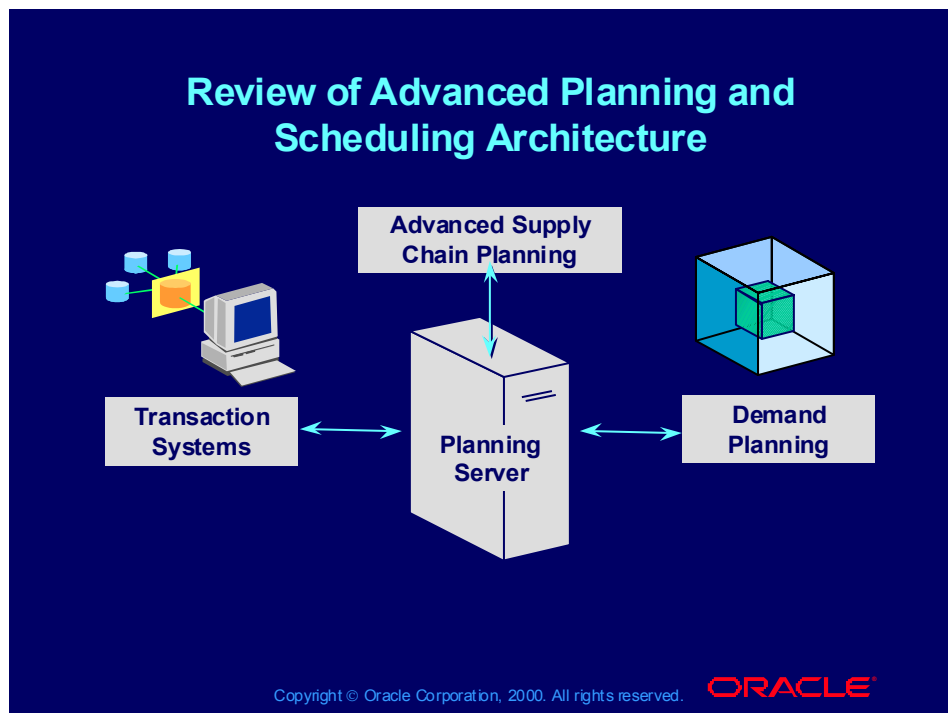 Review of Advanced Planning and
Scheduling Architecture
Advanced Supply
Chain Planning
Transaction
Systems
Planning
Server
Demand
Planning
Copyright © Oracle Corporation, 2000. All rights reserved.
ORACLE®